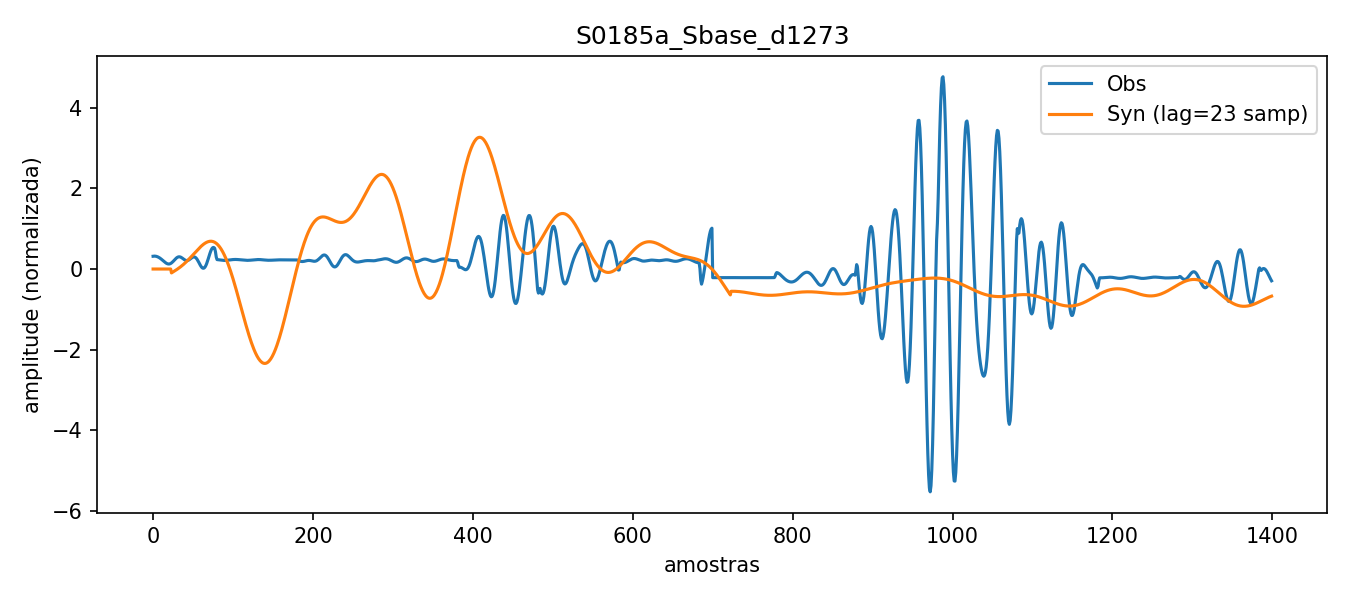 S0185a_Sbase_d1273
Obs
Syn (lag=23 samp)
amplitude (normalizada)
4
2
0
−2
−4
−6
0 200 400 600 800 1000 1200 1400
amostras